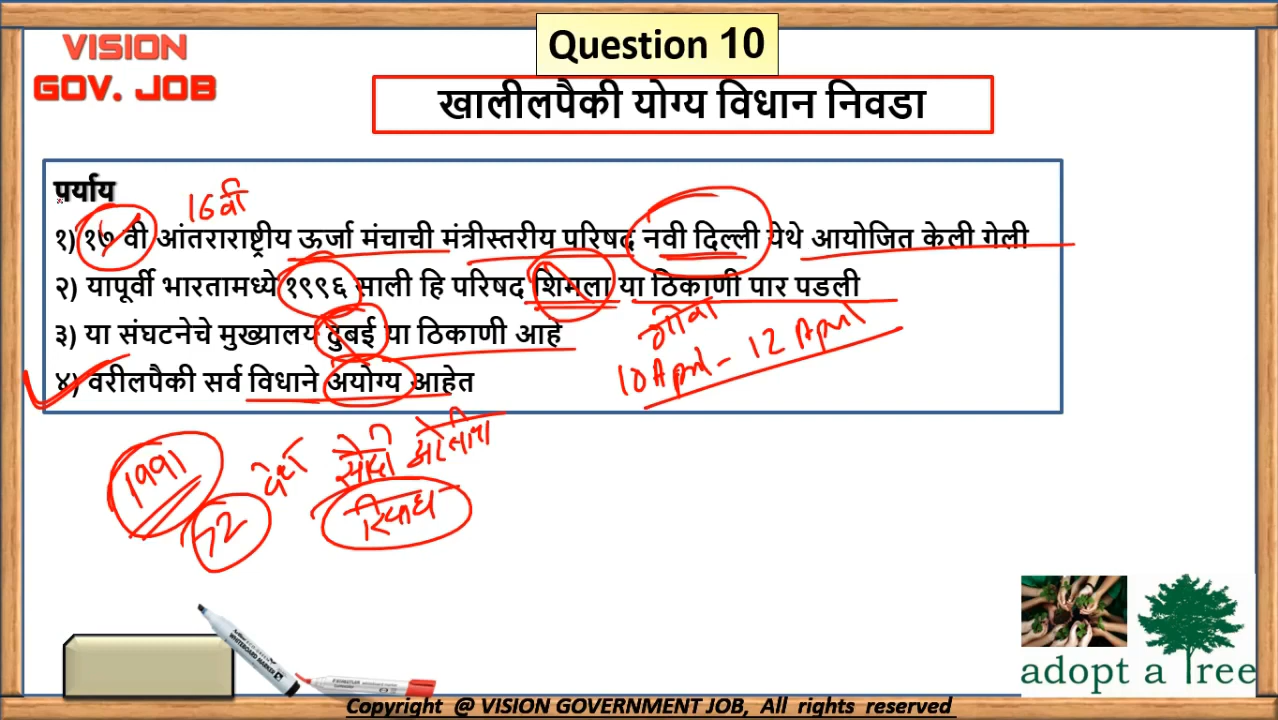 VISION
GOV. JOB
Question 10
खालीलपैकी योग्य विधान निवडा
पर्याय
16वी
१) १७ वी आंतराराष्ट्रीय ऊर्जा मंचाची मंत्रीस्तरीय परिषद नवी दिल्ली येथे आयोजित केली गेली
२) यापूर्वी भारतामध्ये १९९६ साली हि परिषद शिमला या ठिकाणी पार पडली
गोवा
३) या संघटनेचे मुख्यालय दुबई या ठिकाणी आहे
10 April - 12 April
४) वरीलपैकी सर्व विधाने अयोग्य आहेत
1991
72 देश सौदी अरेबिया
रियाध
adopt a Tree
Copyright @ VISION GOVERNMENT JOB, All rights reserved